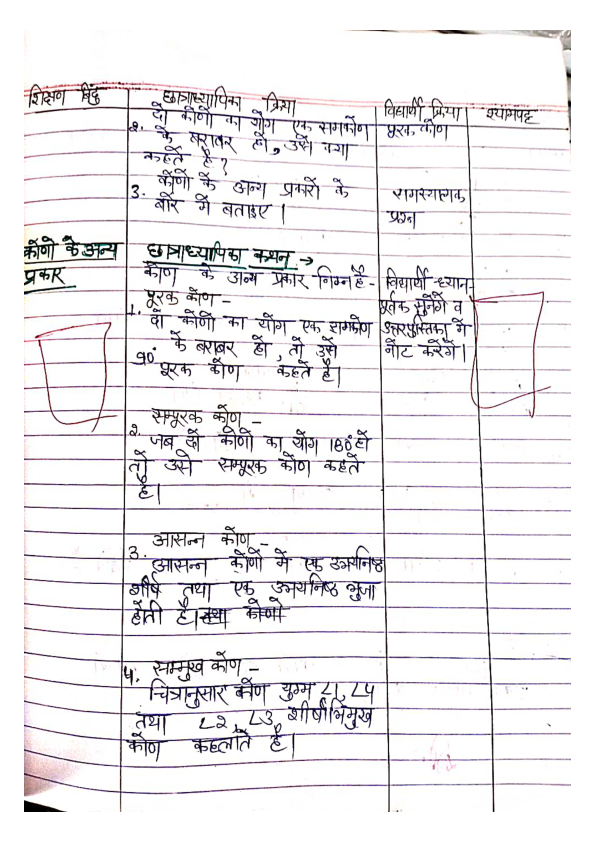 शिक्षण बिंदु छात्राध्यापिका क्रिया विद्यार्थी क्रिया श्यामपट्ट
दो कोणों का योग एक समकोण पूरक कोण
2. के बराबर हो, उसे क्या
कहते है?
कोणों के अन्य प्रकारों के समस्यात्मक
3. बारे में बताइए। प्रश्न
कोणों के अन्य छात्राध्यापिका कथन →
प्रकार कोण के अन्य प्रकार निम्न है - विद्यार्थी ध्यान-
पूरक कोण - पूर्वक सुनेंगे व
1. दो कोणों का योग एक समकोण उत्तरपुस्तिका में
90° के बराबर हो, तो उसे नोट करेंगे।
पूरक कोण कहते है।
सम्पूरक कोण -
2. जब दो कोणों का योग 180° हो
तो उसे सम्पूरक कोण कहते
है।
आसन्न कोण -
3. आसन्न कोणों में एक उभयनिष्ठ
शीर्ष तथा एक उभयनिष्ठ भुजा
होती है। तथा कोणो
4. सम्मुख कोण -
चित्रानुसार कोण युग्म ∠1, ∠4
तथा ∠2, ∠3 शीर्षाभिमुख
कोण कहलाते है।